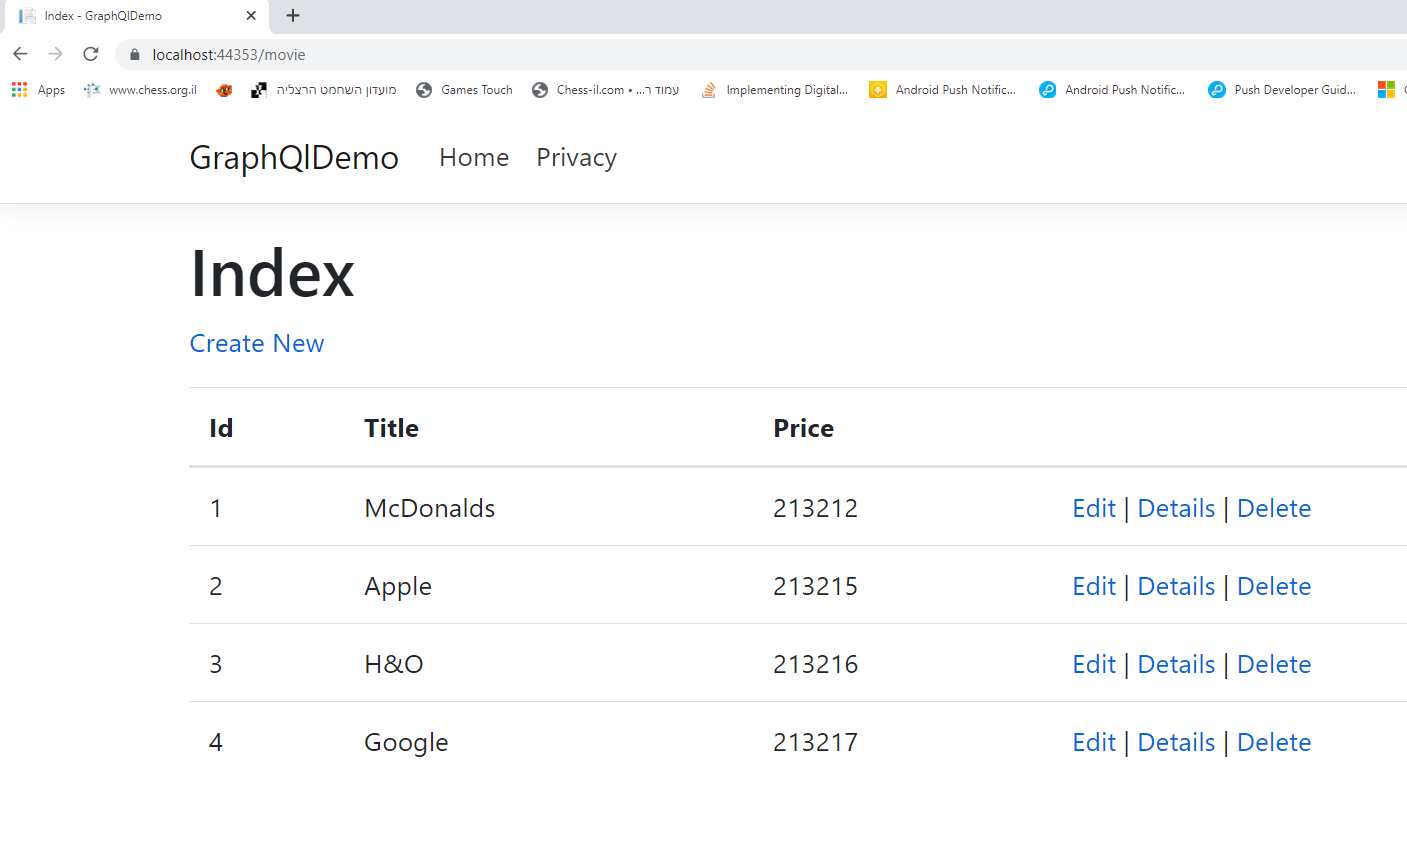 Index - GraphQlDemo
localhost:44353/movie
Apps www.chess.org.il מועדון השחמט הרצליה Games Touch Chess-il.com • עמוד ר... Implementing Digital... Android Push Notific... Android Push Notific... Push Developer Guid...
GraphQlDemo Home Privacy
Index
Create New
Id Title Price
1 McDonalds 213212 Edit | Details | Delete
2 Apple 213215 Edit | Details | Delete
3 H&O 213216 Edit | Details | Delete
4 Google 213217 Edit | Details | Delete